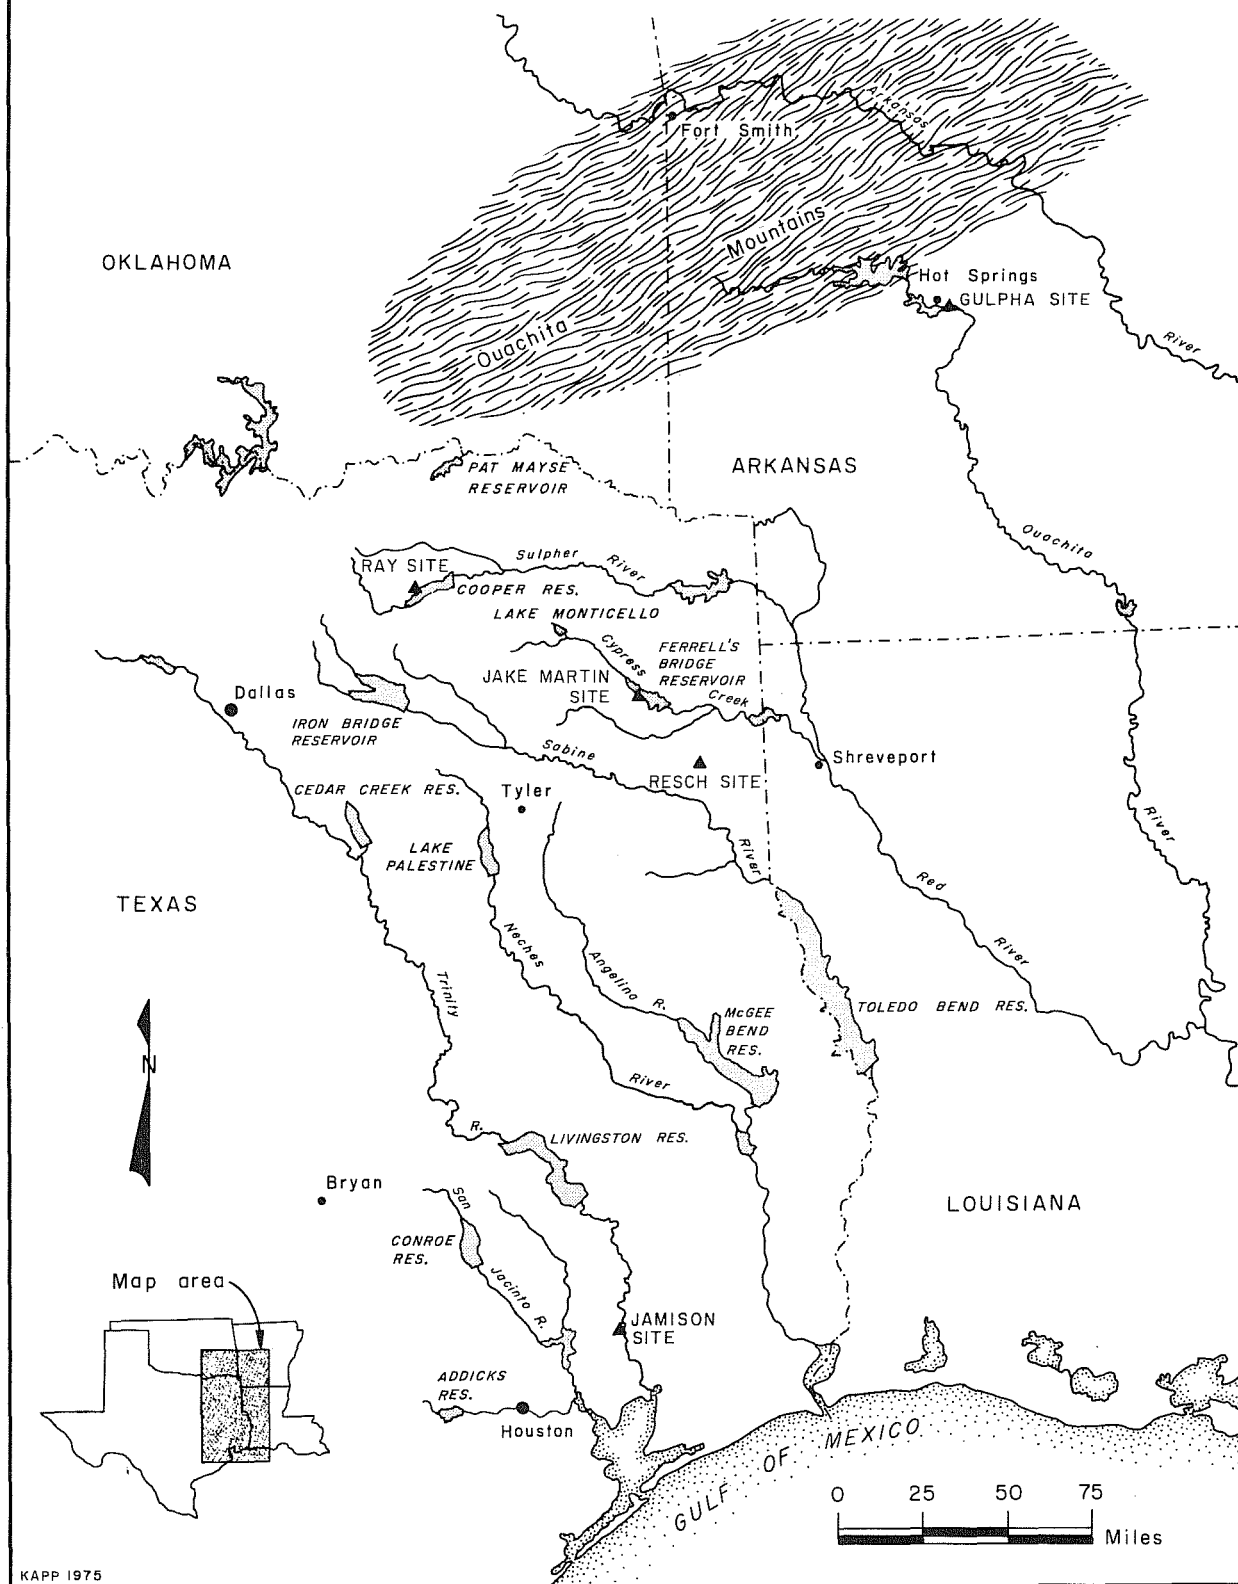 Arkansas
Fort Smith
Mountains
OKLAHOMA
Hot Springs
GULPHA SITE
River
Ouachita
ARKANSAS
PAT MAYSE
RESERVOIR
Ouachita
Sulpher
River
RAY SITE
COOPER RES.
LAKE MONTICELLO
Cypress
FERRELL'S
BRIDGE
RESERVOIR
JAKE MARTIN
SITE
Creek
Dallas
IRON BRIDGE
RESERVOIR
Sabine
Shreveport
RESCH SITE
CEDAR CREEK RES.
Tyler
River
LAKE
PALESTINE
River
Red
TEXAS
Neches
River
Angelina R.
Trinity
TOLEDO BEND RES.
McGEE
BEND
RES.
N
River
R.
LIVINGSTON RES.
Bryan
San
LOUISIANA
CONROE
RES.
Jacinto R.
Map area
JAMISON
SITE
ADDICKS
RES.
Houston
GULF OF MEXICO
0 25 50 75
Miles
KAPP 1975